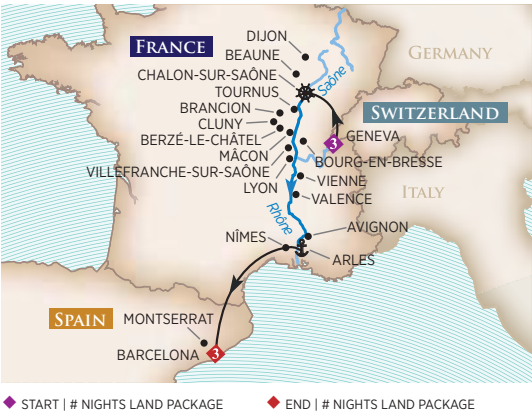 DIJON
FRANCE
BEAUNE
GERMANY
CHALON-SUR-SAÔNE
Saône
TOURNUS
BRANCION
SWITZERLAND
CLUNY
GENEVA
3
BERZÉ-LE-CHÂTEL
MÂCON
BOURG-EN-BRESSE
VILLEFRANCHE-SUR-SAÔNE
LYON
VIENNE
ITALY
VALENCE
Rhône
AVIGNON
NÎMES
ARLES
SPAIN
MONTSERRAT
BARCELONA
3
START | # NIGHTS LAND PACKAGE
END | # NIGHTS LAND PACKAGE